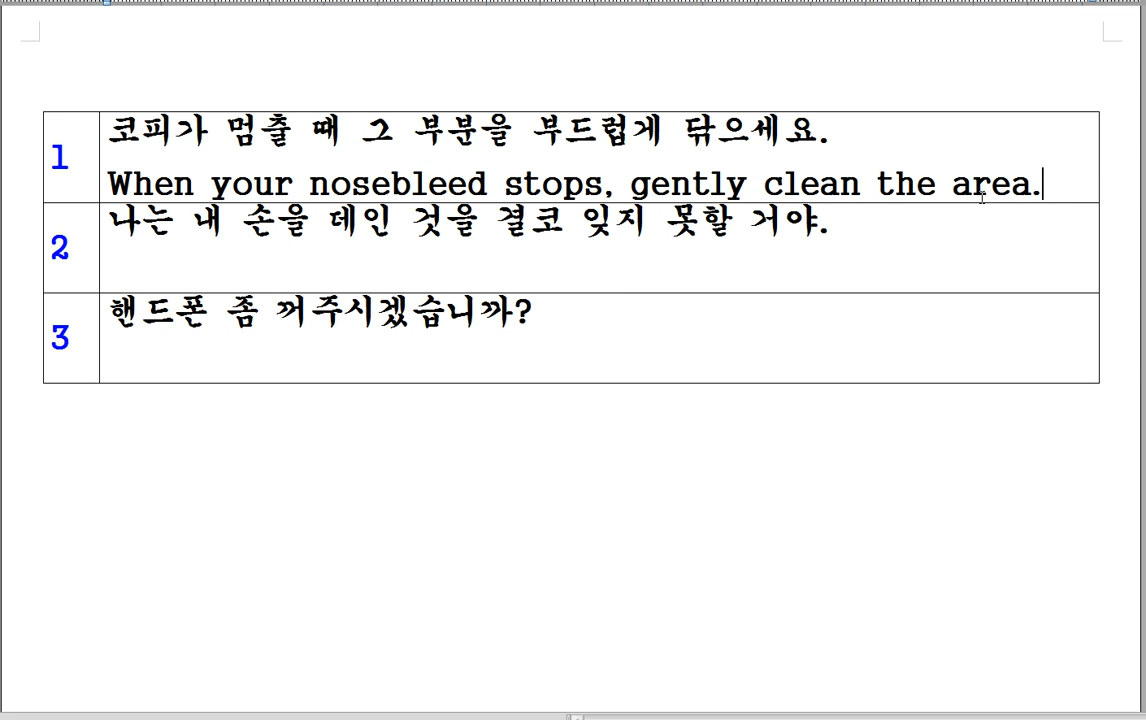 1
코피가 멈출 때 그 부분을 부드럽게 닦으세요.
When your nosebleed stops, gently clean the area.
2
나는 내 손을 데인 것을 결코 잊지 못할 거야.
3
핸드폰 좀 꺼주시겠습니까?